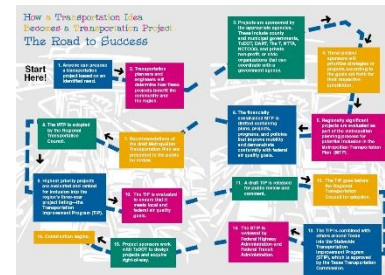 How a Transportation Idea
Becomes a Transportation Project
The Road to Success
Start
Here!
1. Anyone can propose
a transportation
project based on an
identified need.
2. Transportation
planners and
engineers will
determine how these
projects benefit the
community and
the region.
3. Projects are sponsored by
the appropriate agencies.
These include county
and municipal governments,
TxDOT, DART, The T, NTTA,
private
non-profit, or civic
organizations that can
coordinate with a
government agency.
sponsors will
prioritize strategies or
projects, according to
the goals set forth for
their respective
5. Regionally significant
projects are evaluated as part
of the metropolitan
planning process for
potential inclusion in the
Metropolitan Transportation
Plan (MTP).
6. The financially
constrained MTP is
drafted containing
plans, projects,
programs, and policies
that improve mobility
and demonstrate
conformity with federal
air quality goals.
7. Recommendations of
the draft Metropolitan
Transportation Plan
are presented to the public
for review.
8. The MTP is adopted
by the Regional
Transportation
Council.
9. Highest priority projects
are evaluated and ranked
for inclusion into the
region's three-year
project listing—the
Transportation
Improvement Program (TIP).
10. The TIP is evaluated
to ensure that it
meets local and
federal air quality
goals.
11. A draft TIP is released
for public review and
comment.
12. The TIP goes before
the Regional
Transportation
Council for adoption.
13. The TIP is combined with
others around Texas
into the Statewide
Transportation
Improvement Program
(STIP), which is approved by
the Texas Transportation
Commission.
14. The STIP is
reviewed by
Federal Highway
Administration and
Federal Transit
Administration.
15. Project sponsors work
with TxDOT to design
projects and acquire
right-of-way.
16. Construction begins.